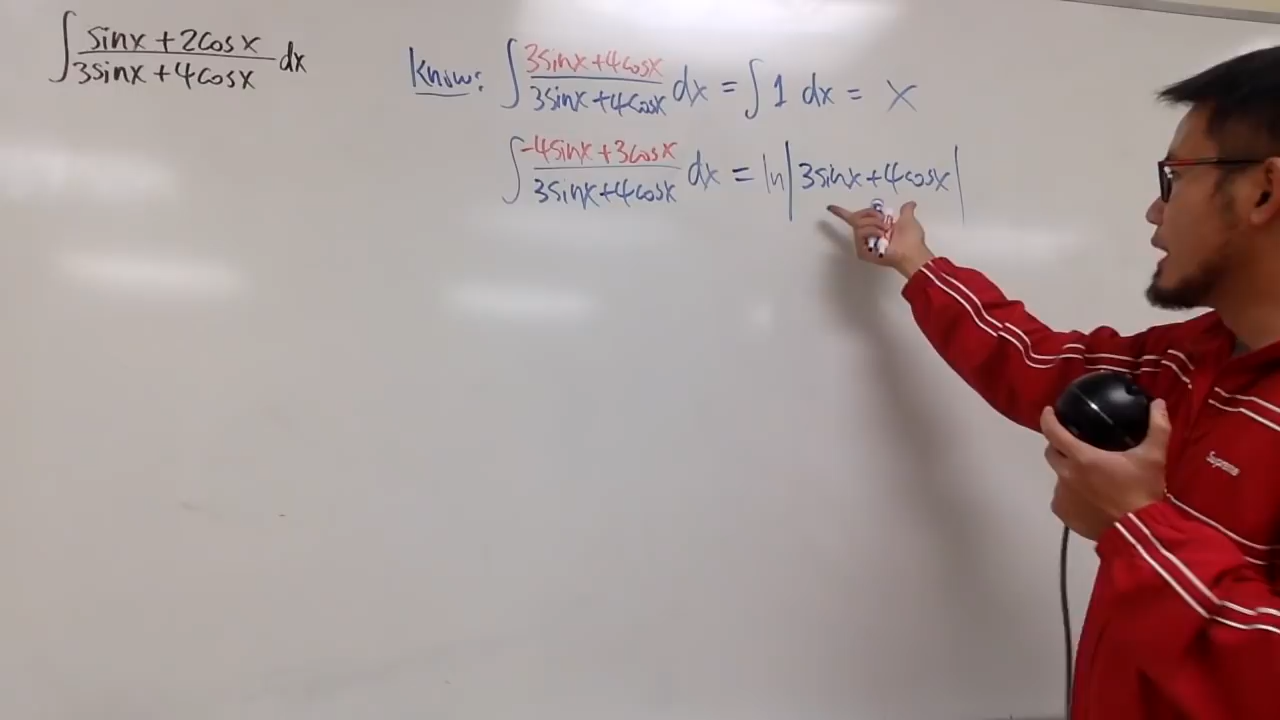 ∫ sinx + 2cosx / 3sinx + 4cosx dx
Know: ∫ 3sinx + 4cosx / 3sinx + 4cosx dx = ∫ 1 dx = x
∫ -4sinx + 3cosx / 3sinx + 4cosx dx = ln|3sinx + 4cosx|
Supreme